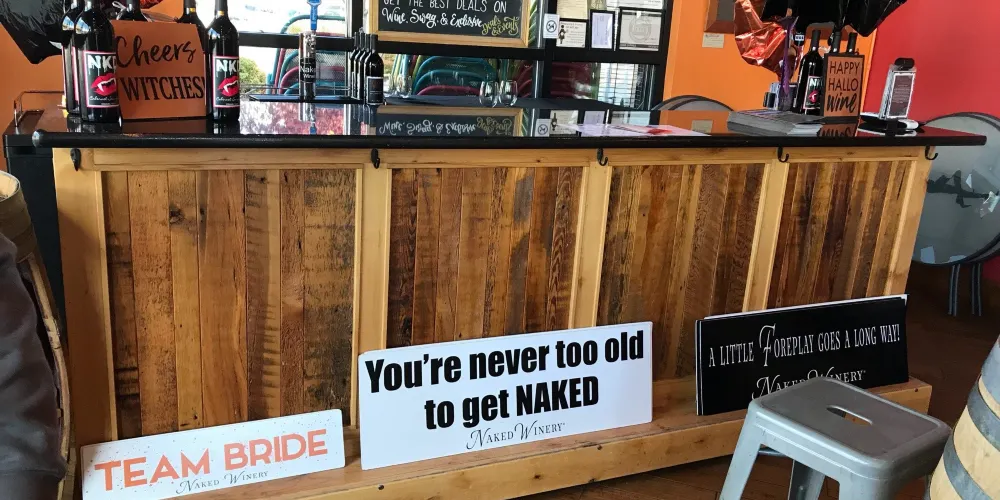 GET THE BEST DEALS ON
Wine, Swag, & Exclusive
Cheers
WITCHES!
NKD
NKD
HAPPY
HALLO
wine
TEAM BRIDE
NAKED WINERY
You're never too old
to get NAKED
NAKED WINERY
A LITTLE FOREPLAY GOES A LONG WAY!
NAKED WINERY